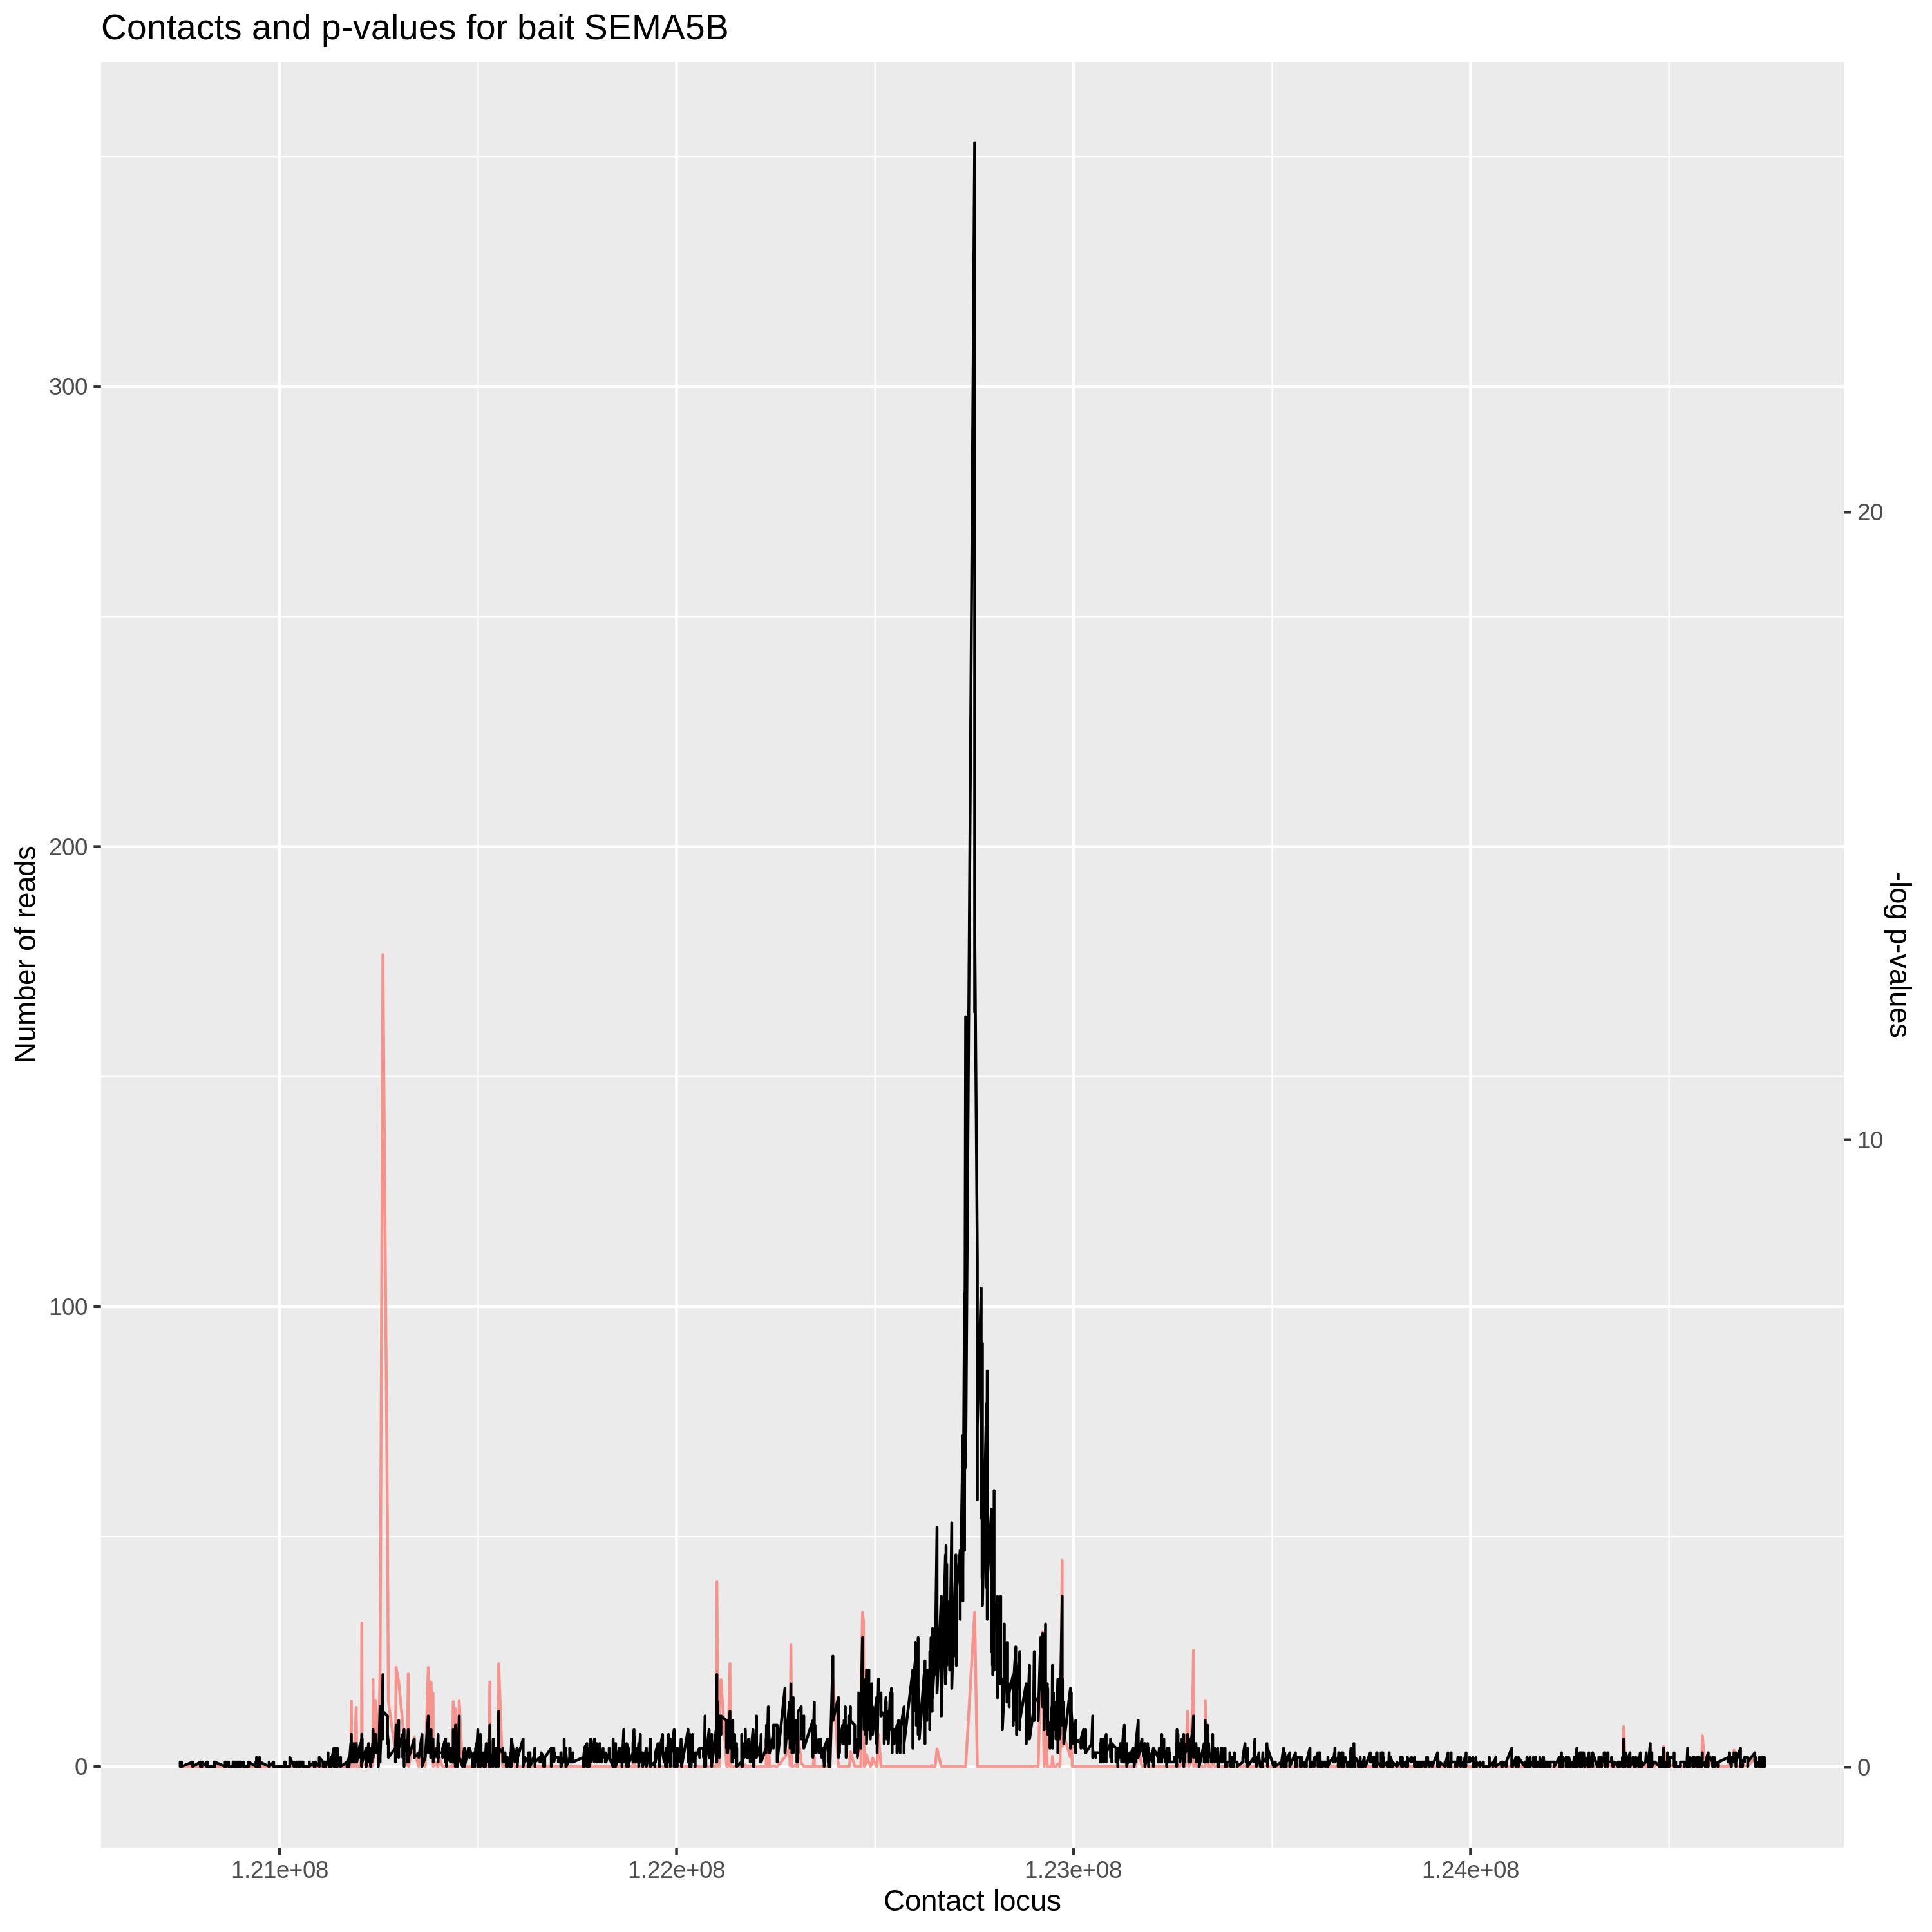 Contacts and p-values for bait SEMA5B
300
200
100
0
Number of reads
20
10
0
-log p-values
1.21e+08
1.22e+08
1.23e+08
1.24e+08
Contact locus